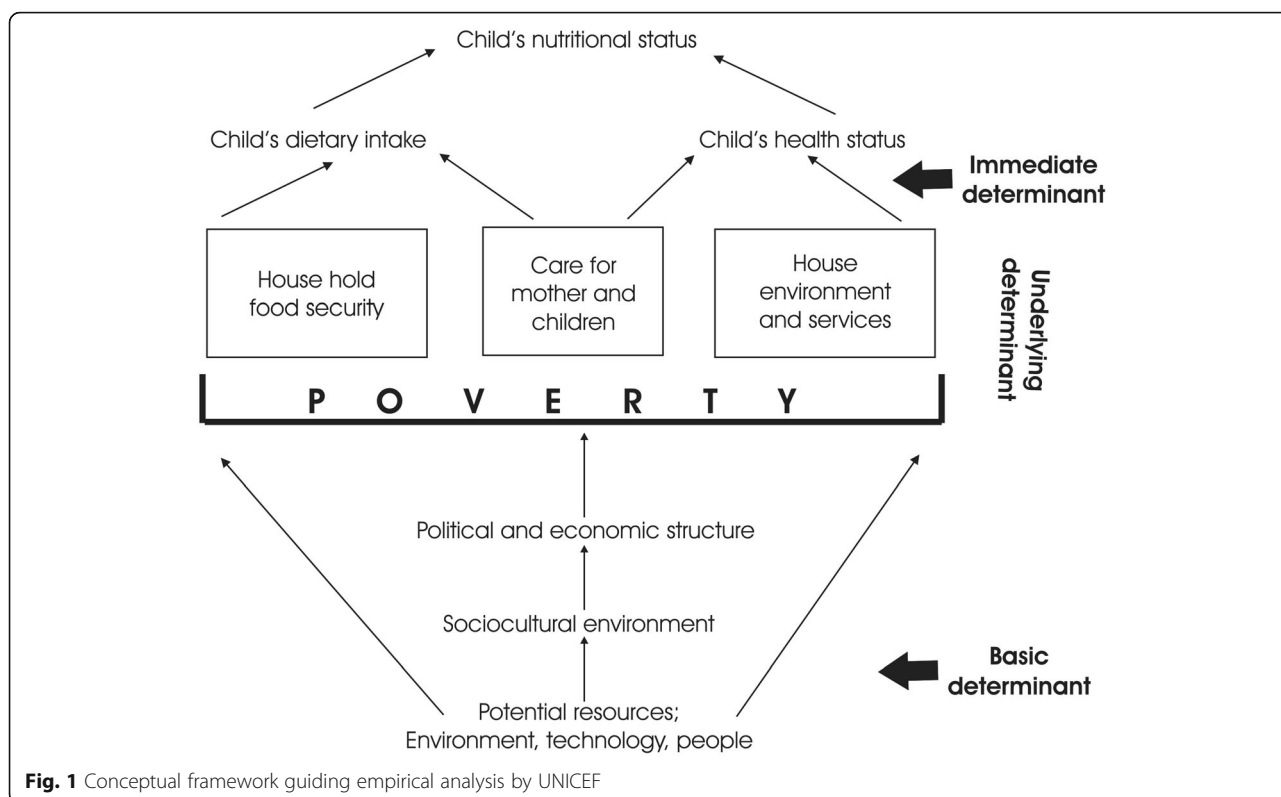 Child's nutritional status
Child's dietary intake
Child's health status
Immediate
determinant
House hold
food security
Care for
mother and
children
House
environment
and services
Underlying
determinant
P O V E R T Y
Political and economic structure
Sociocultural environment
Basic
determinant
Potential resources;
Environment, technology, people
Fig. 1 Conceptual framework guiding empirical analysis by UNICEF